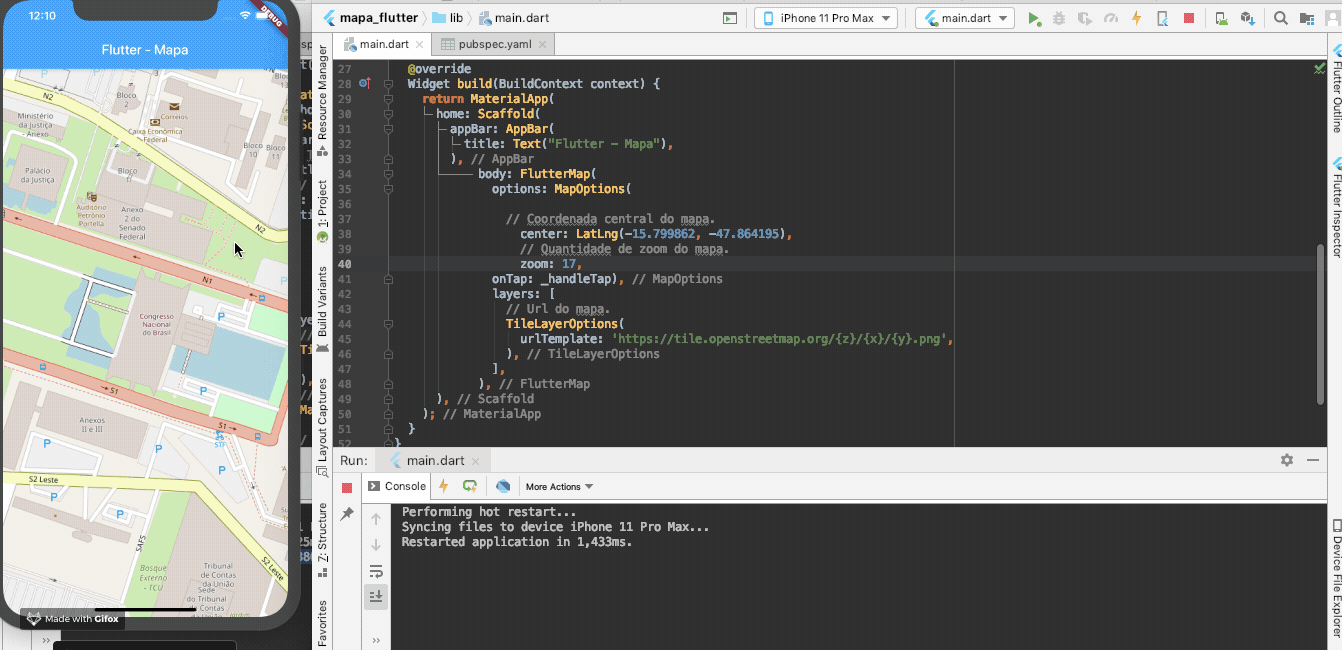 12:10
DEBUG
Flutter - Mapa
N2
Bloco 2
Correios
Caixa Econômica Federal
Ministério da Justiça - Anexo
Bloco 10
Bloco 11
Palácio da Justiça
Auditório Petrônio Portella
Anexo 2 do Senado Federal
N2
N1
Congresso Nacional do Brasil
P
P
P
S1
Anexos II e III
S1
STF
P
P
P
S2 Leste
P
P
SAFS
S2 Leste
Bosque Externo - TCU
Tribunal de Contas da União
Sede do Tribunal de Contas da União
Made with Gifox
mapa_flutter
lib
main.dart
iPhone 11 Pro Max
main.dart
main.dart
pubspec.yaml
27 @override
28 Widget build(BuildContext context) {
29 return MaterialApp(
30 home: Scaffold(
31 appBar: AppBar(
32 title: Text("Flutter - Mapa"),
33 ), // AppBar
34 body: FlutterMap(
35 options: MapOptions(
36
37 // Coordenada central do mapa.
38 center: LatLng(-15.799862, -47.864195),
39 // Quantidade de zoom do mapa.
40 zoom: 17,
41 onTap: _handleTap), // MapOptions
42 layers: [
43 // Url do mapa.
44 TileLayerOptions(
45 urlTemplate: 'https://tile.openstreetmap.org/{z}/{x}/{y}.png',
46 ), // TileLayerOptions
47 ],
48 ), // FlutterMap
49 ), // Scaffold
50 ); // MaterialApp
51 }
52 }
Resource Manager
1: Project
Build Variants
Layout Captures
7: Structure
Favorites
Flutter Outline
Flutter Inspector
Device File Explorer
Run:
main.dart
Console
More Actions
Performing hot restart...
Syncing files to device iPhone 11 Pro Max...
Restarted application in 1,433ms.